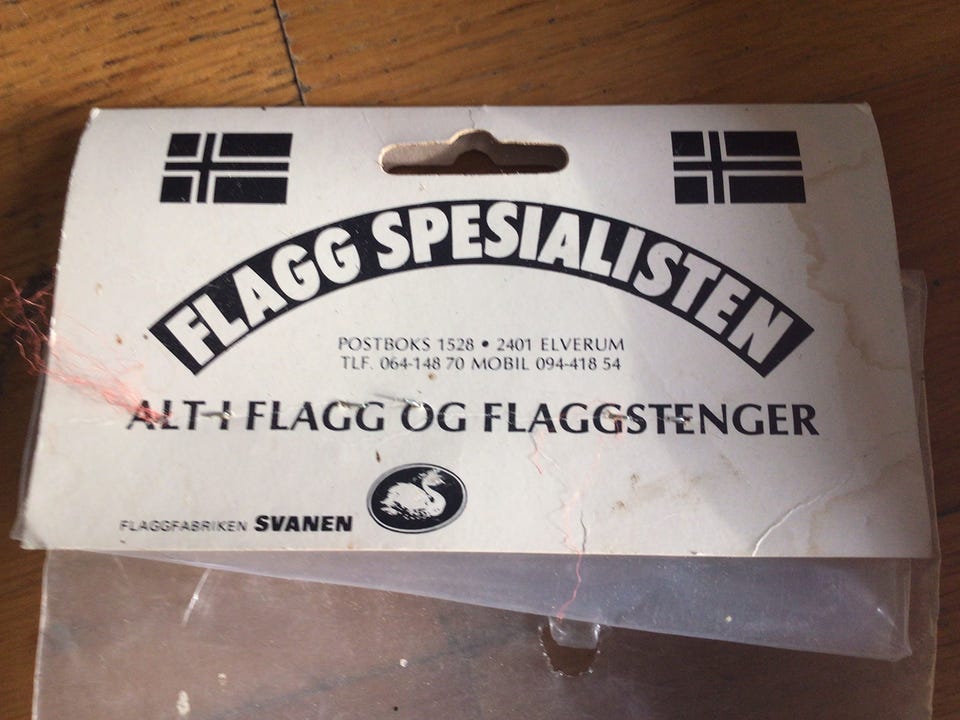 FLAGG SPESIALISTEN
POSTBOKS 1528 • 2401 ELVERUM
TLF. 064-148 70 MOBIL 094-418 54
ALT I FLAGG OG FLAGGSTENGER
FLAGGFABRIKEN SVANEN